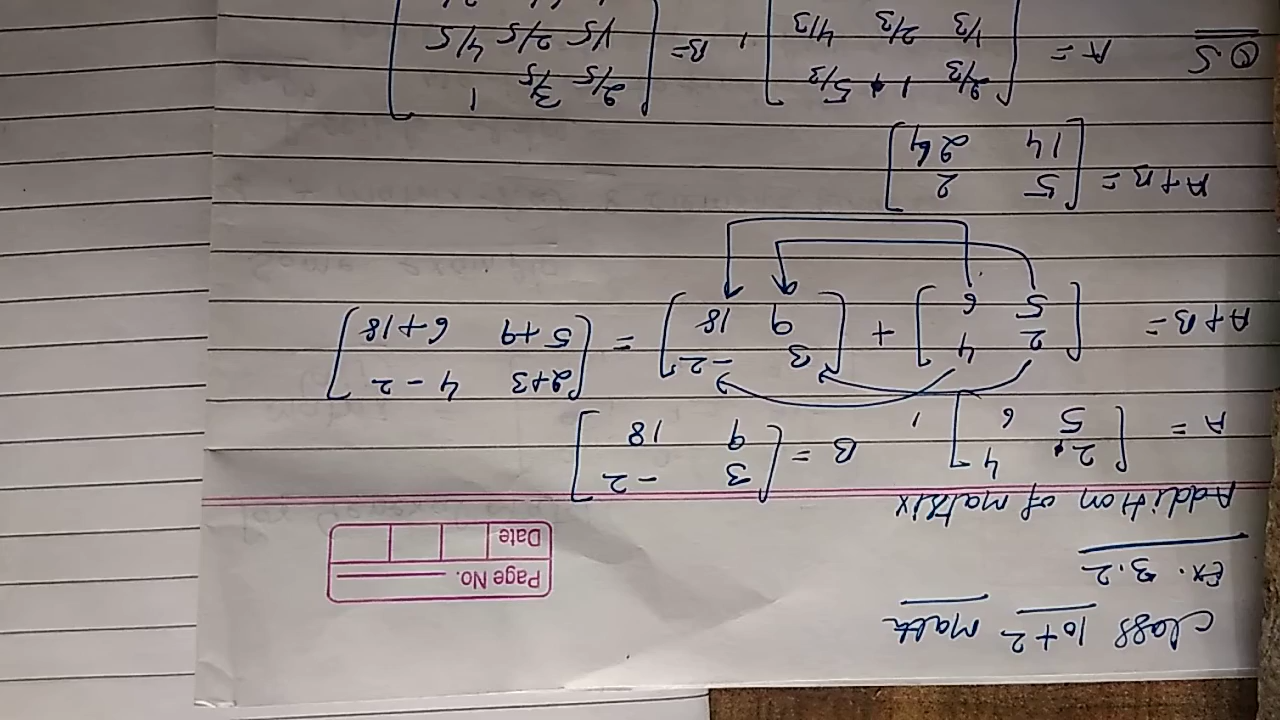 Class 10+2 Math
Ex. 3.2
Page No.
Date
Addition of matrix
A = [ 2 4
5 6 ] , B = [ 3 -2
9 18 ]
A+B = [ 2 4
5 6 ] + [ 3 -2
9 18 ] = [ 2+3 4-2
5+9 6+18 ]
A+B = [ 5 2
14 24 ]
Q.5 A = [ 2/3 1 5/3
1/3 2/3 4/3 , B = [ 2/5 3/5 1
1/5 2/5 4/5